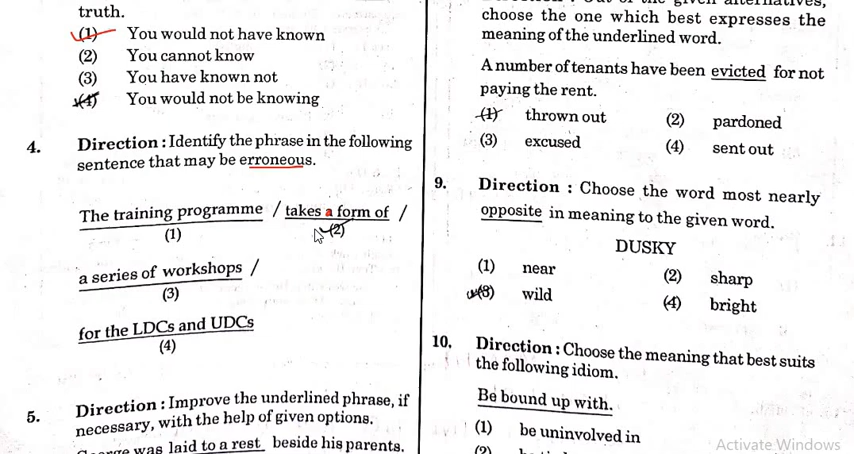 truth.
(1) You would not have known
(2) You cannot know
(3) You have known not
(4) You would not be knowing
4. Direction : Identify the phrase in the following
sentence that may be erroneous.
The training programme / takes a form of /
(1) (2)
a series of workshops /
(3)
for the LDCs and UDCs
(4)
5. Direction : Improve the underlined phrase, if
necessary, with the help of given options.
was laid to a rest beside his parents.
choose the one which best expresses the
meaning of the underlined word.
A number of tenants have been evicted for not
paying the rent.
(1) thrown out (2) pardoned
(3) excused (4) sent out
9. Direction : Choose the word most nearly
opposite in meaning to the given word.
DUSKY
(1) near (2) sharp
(3) wild (4) bright
10. Direction : Choose the meaning that best suits
the following idiom.
Be bound up with.
(1) be uninvolved in
(2)
Activate Windows